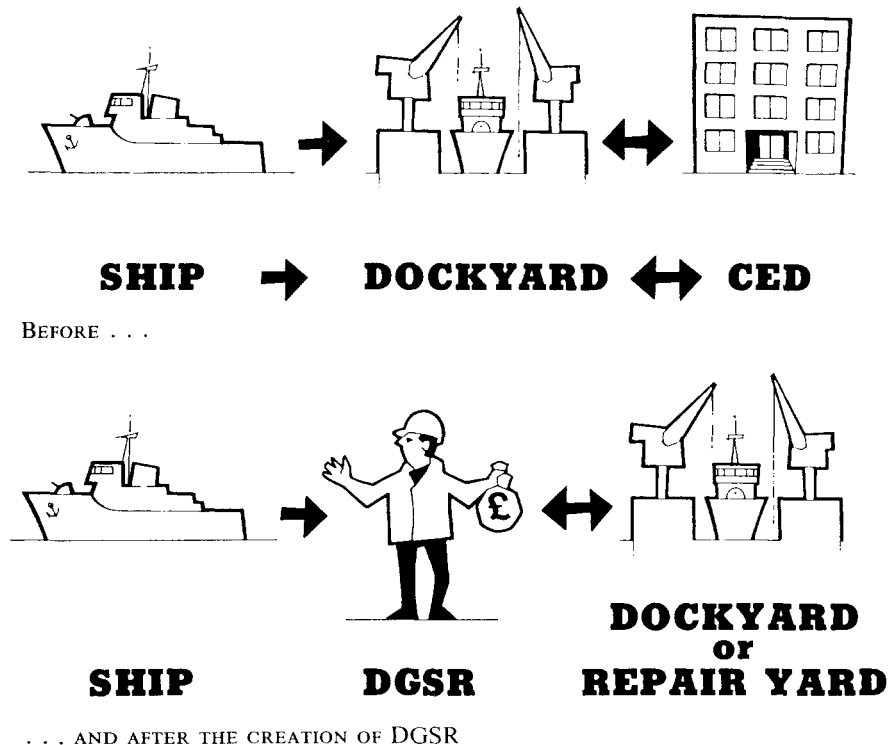 SHIP → DOCKYARD ↔ CED
BEFORE . . .
£
DOCKYARD
or
SHIP DGSR REPAIR YARD
. . . AND AFTER THE CREATION OF DGSR